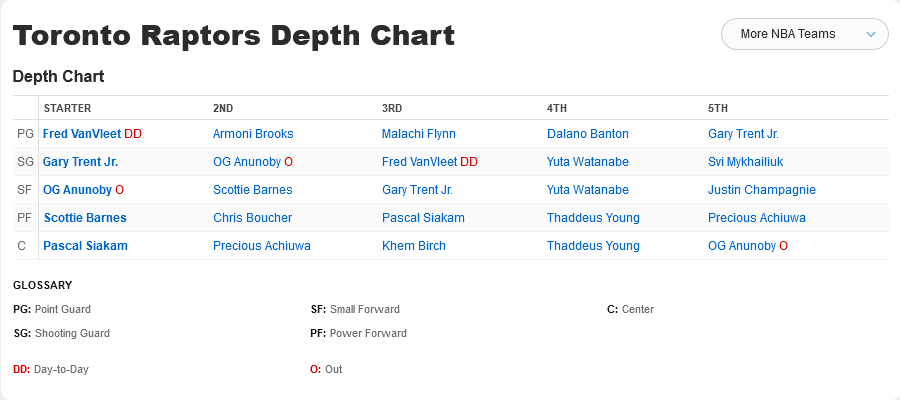 Toronto Raptors Depth Chart
More NBA Teams
Depth Chart
STARTER 2ND 3RD 4TH 5TH
PG Fred VanVleet DD Armoni Brooks Malachi Flynn Dalano Banton Gary Trent Jr.
SG Gary Trent Jr. OG Anunoby O Fred VanVleet DD Yuta Watanabe Svi Mykhailiuk
SF OG Anunoby O Scottie Barnes Gary Trent Jr. Yuta Watanabe Justin Champagnie
PF Scottie Barnes Chris Boucher Pascal Siakam Thaddeus Young Precious Achiuwa
C Pascal Siakam Precious Achiuwa Khem Birch Thaddeus Young OG Anunoby O
GLOSSARY
PG: Point Guard SF: Small Forward C: Center
SG: Shooting Guard PF: Power Forward
DD: Day-to-Day O: Out